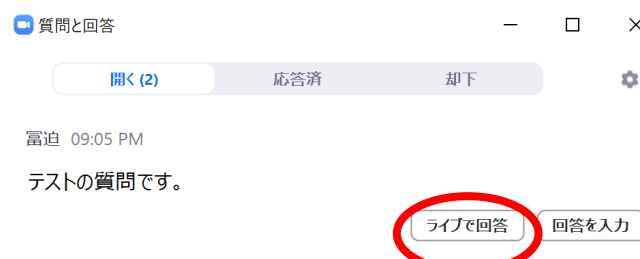 質問と回答
開く(2) 応答済 却下
冨迫 09:05 PM
テストの質問です。
ライブで回答 回答を入力